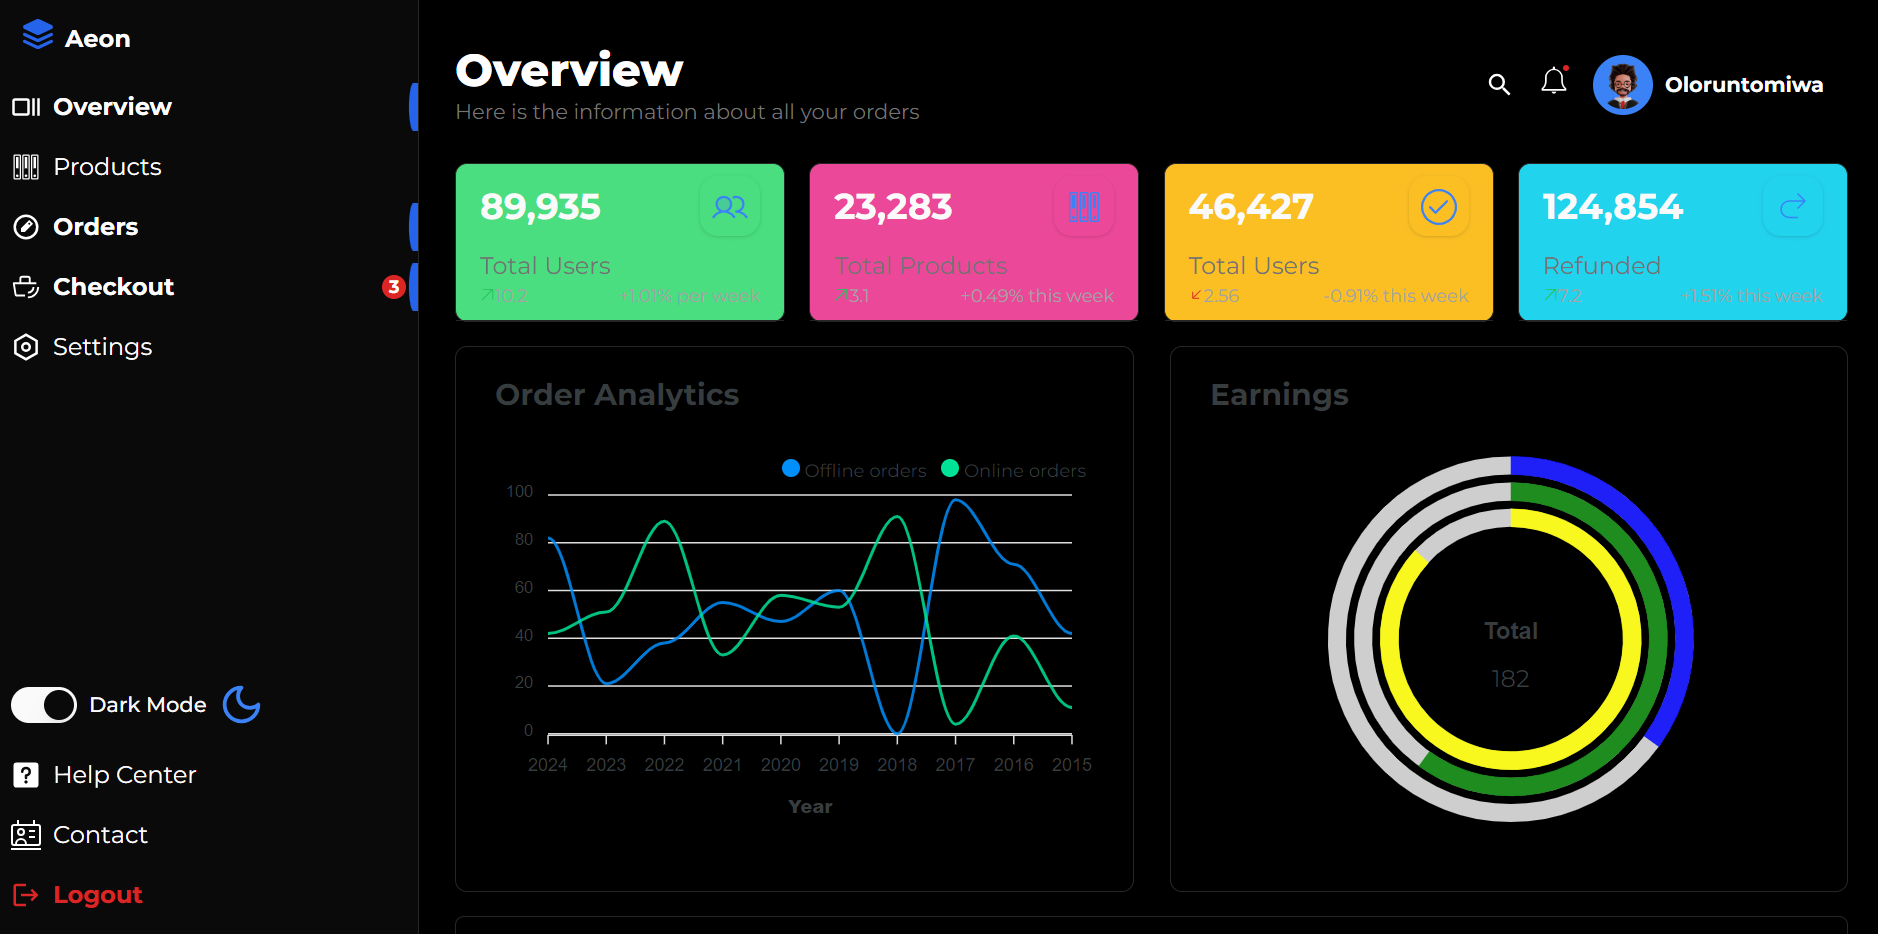 Aeon
Overview
Products
Orders
Checkout
3
Settings
Dark Mode
Help Center
Contact
Logout
Overview
Here is the information about all your orders
Oloruntomiwa
89,935
Total Users
10.2 +1.01% per week
23,283
Total Products
3.1 +0.49% this week
46,427
Total Users
2.56 -0.91% this week
124,854
Refunded
7.2 +1.51% this week
Order Analytics
Offline orders Online orders
100
80
60
40
20
0
2024 2023 2022 2021 2020 2019 2018 2017 2016 2015
Year
Earnings
Total
182